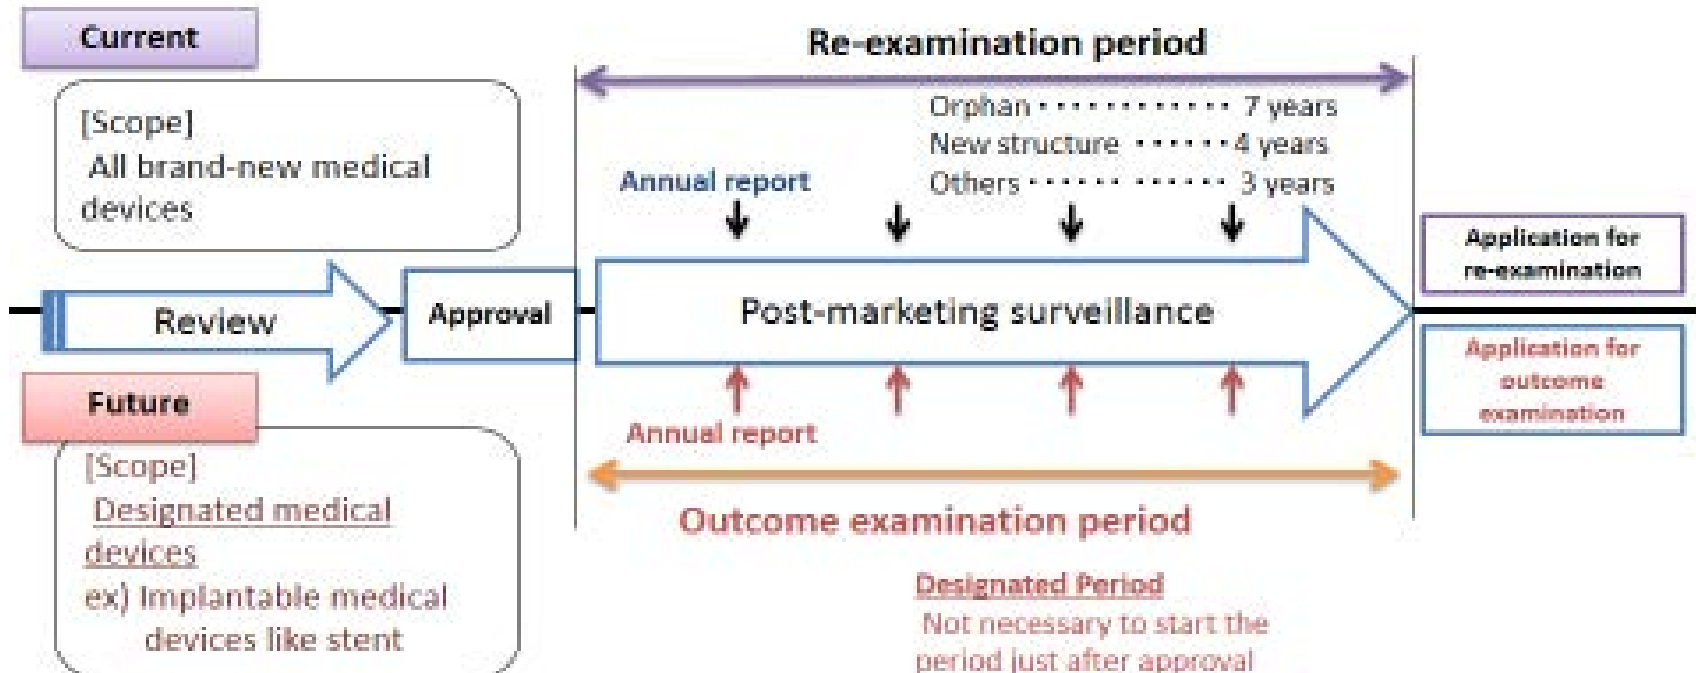 Current
[Scope]
All brand-new medical
devices
Re-examination period
Orphan ············ 7 years
New structure ······ 4 years
Others ············ 3 years
Annual report
Review
Approval
Post-marketing surveillance
Application for
re-examination
Application for
outcome
examination
Future
[Scope]
Designated medical
devices
ex) Implantable medical
devices like stent
Annual report
Outcome examination period
Designated Period
Not necessary to start the
period just after approval